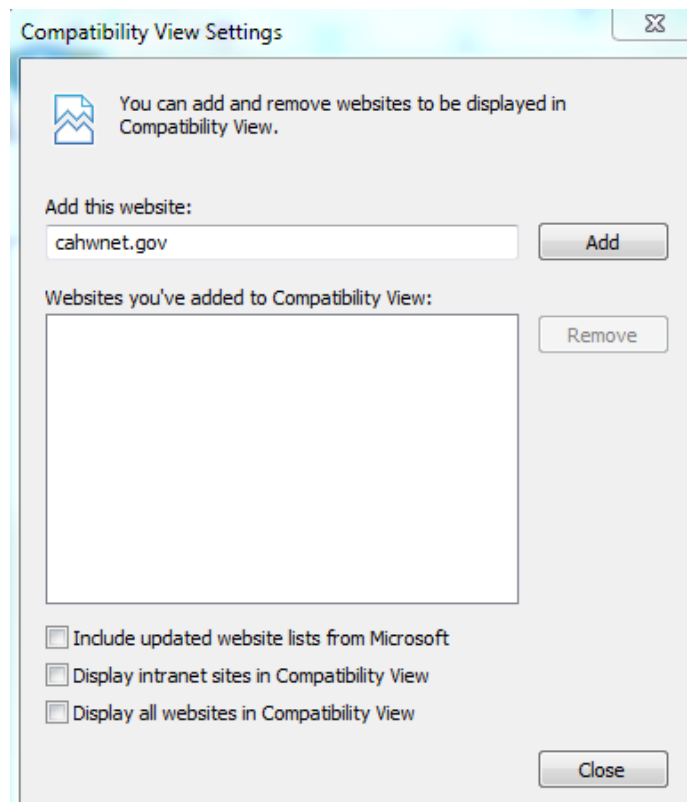 Compatibility View Settings
You can add and remove websites to be displayed in
Compatibility View.
Add this website:
cahwnet.gov
Add
Websites you've added to Compatibility View:
Remove
Include updated website lists from Microsoft
Display intranet sites in Compatibility View
Display all websites in Compatibility View
Close